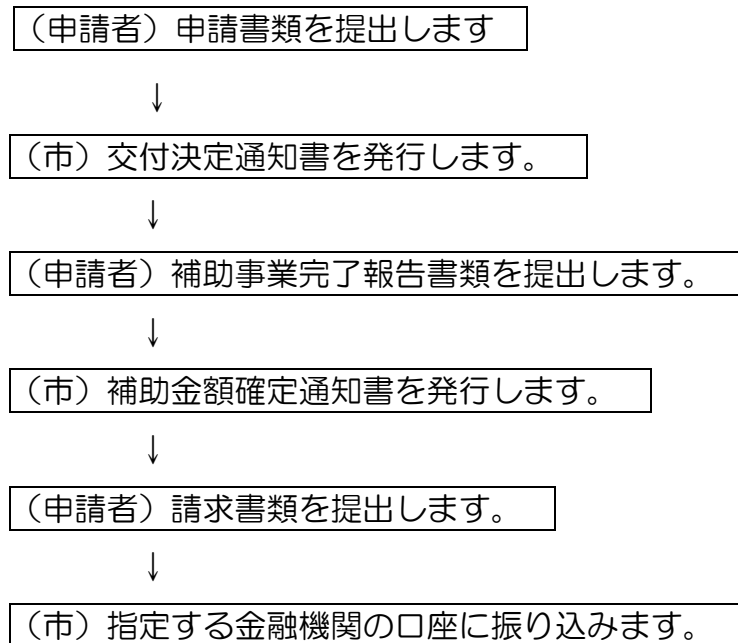 （申請者）申請書類を提出します
↓
（市）交付決定通知書を発行します。
↓
（申請者）補助事業完了報告書類を提出します。
↓
（市）補助金額確定通知書を発行します。
↓
（申請者）請求書類を提出します。
↓
（市）指定する金融機関の口座に振り込みます。